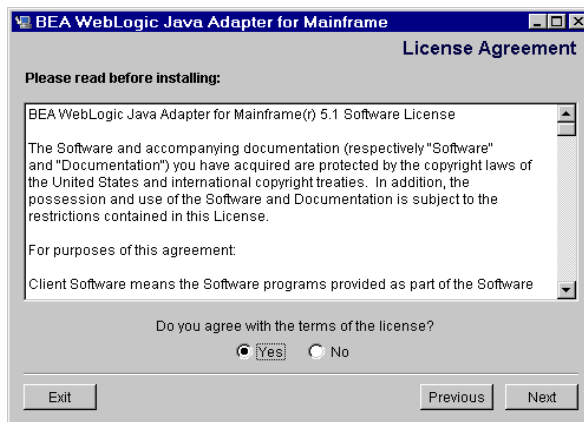 BEA WebLogic Java Adapter for Mainframe
License Agreement
Please read before installing:
BEA WebLogic Java Adapter for Mainframe(r) 5.1 Software License
The Software and accompanying documentation (respectively "Software"
and "Documentation") you have acquired are protected by the copyright laws of
the United States and international copyright treaties.  In addition, the
possession and use of the Software and Documentation is subject to the
restrictions contained in this License.
For purposes of this agreement:
Client Software means the Software programs provided as part of the Software
Do you agree with the terms of the license?
Yes No
Exit Previous Next